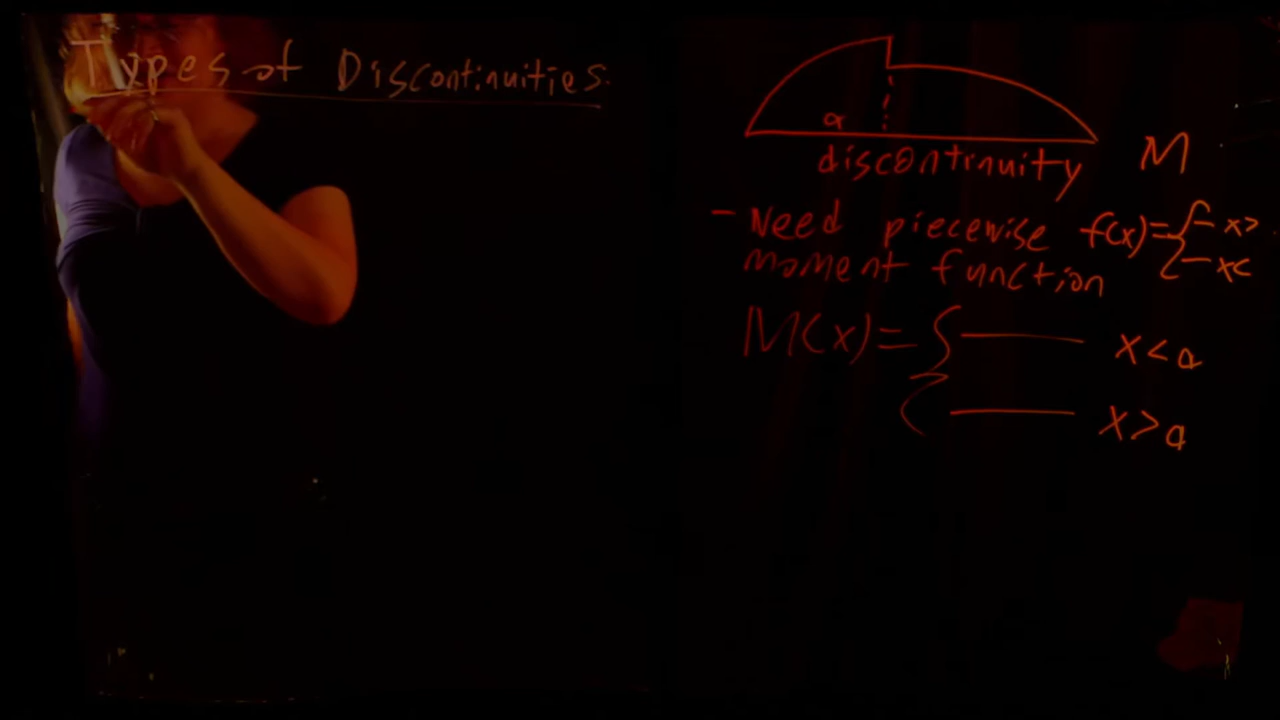 Types of Discontinuities
a
discontinuity M
- Need piecewise f(x)={— x>
moment function — x<
M(x)={ —— x<a
—— x>a